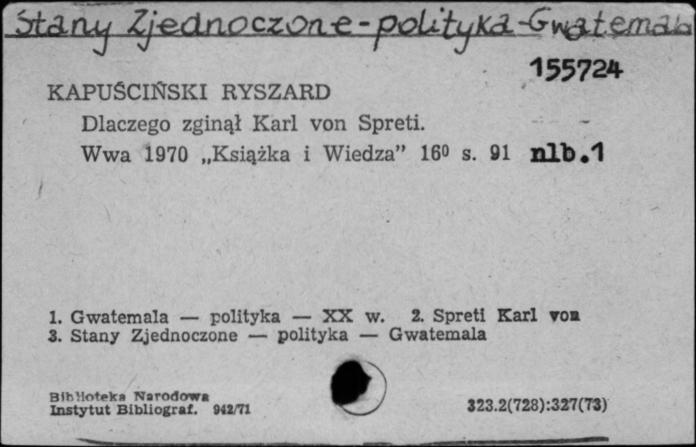 Stany Zjednoczone-polityka-Gwatemala
155724
KAPUŚCIŃSKI RYSZARD
Dlaczego zginął Karl von Spreti.
Wwa 1970 „Książka i Wiedza” 16⁰ s. 91 nlb.1
1. Gwatemala — polityka — XX w. 2. Spreti Karl von
3. Stany Zjednoczone — polityka — Gwatemala
Biblioteka Narodowa
Instytut Bibliograf. 942/71
323.2(728):327(73)